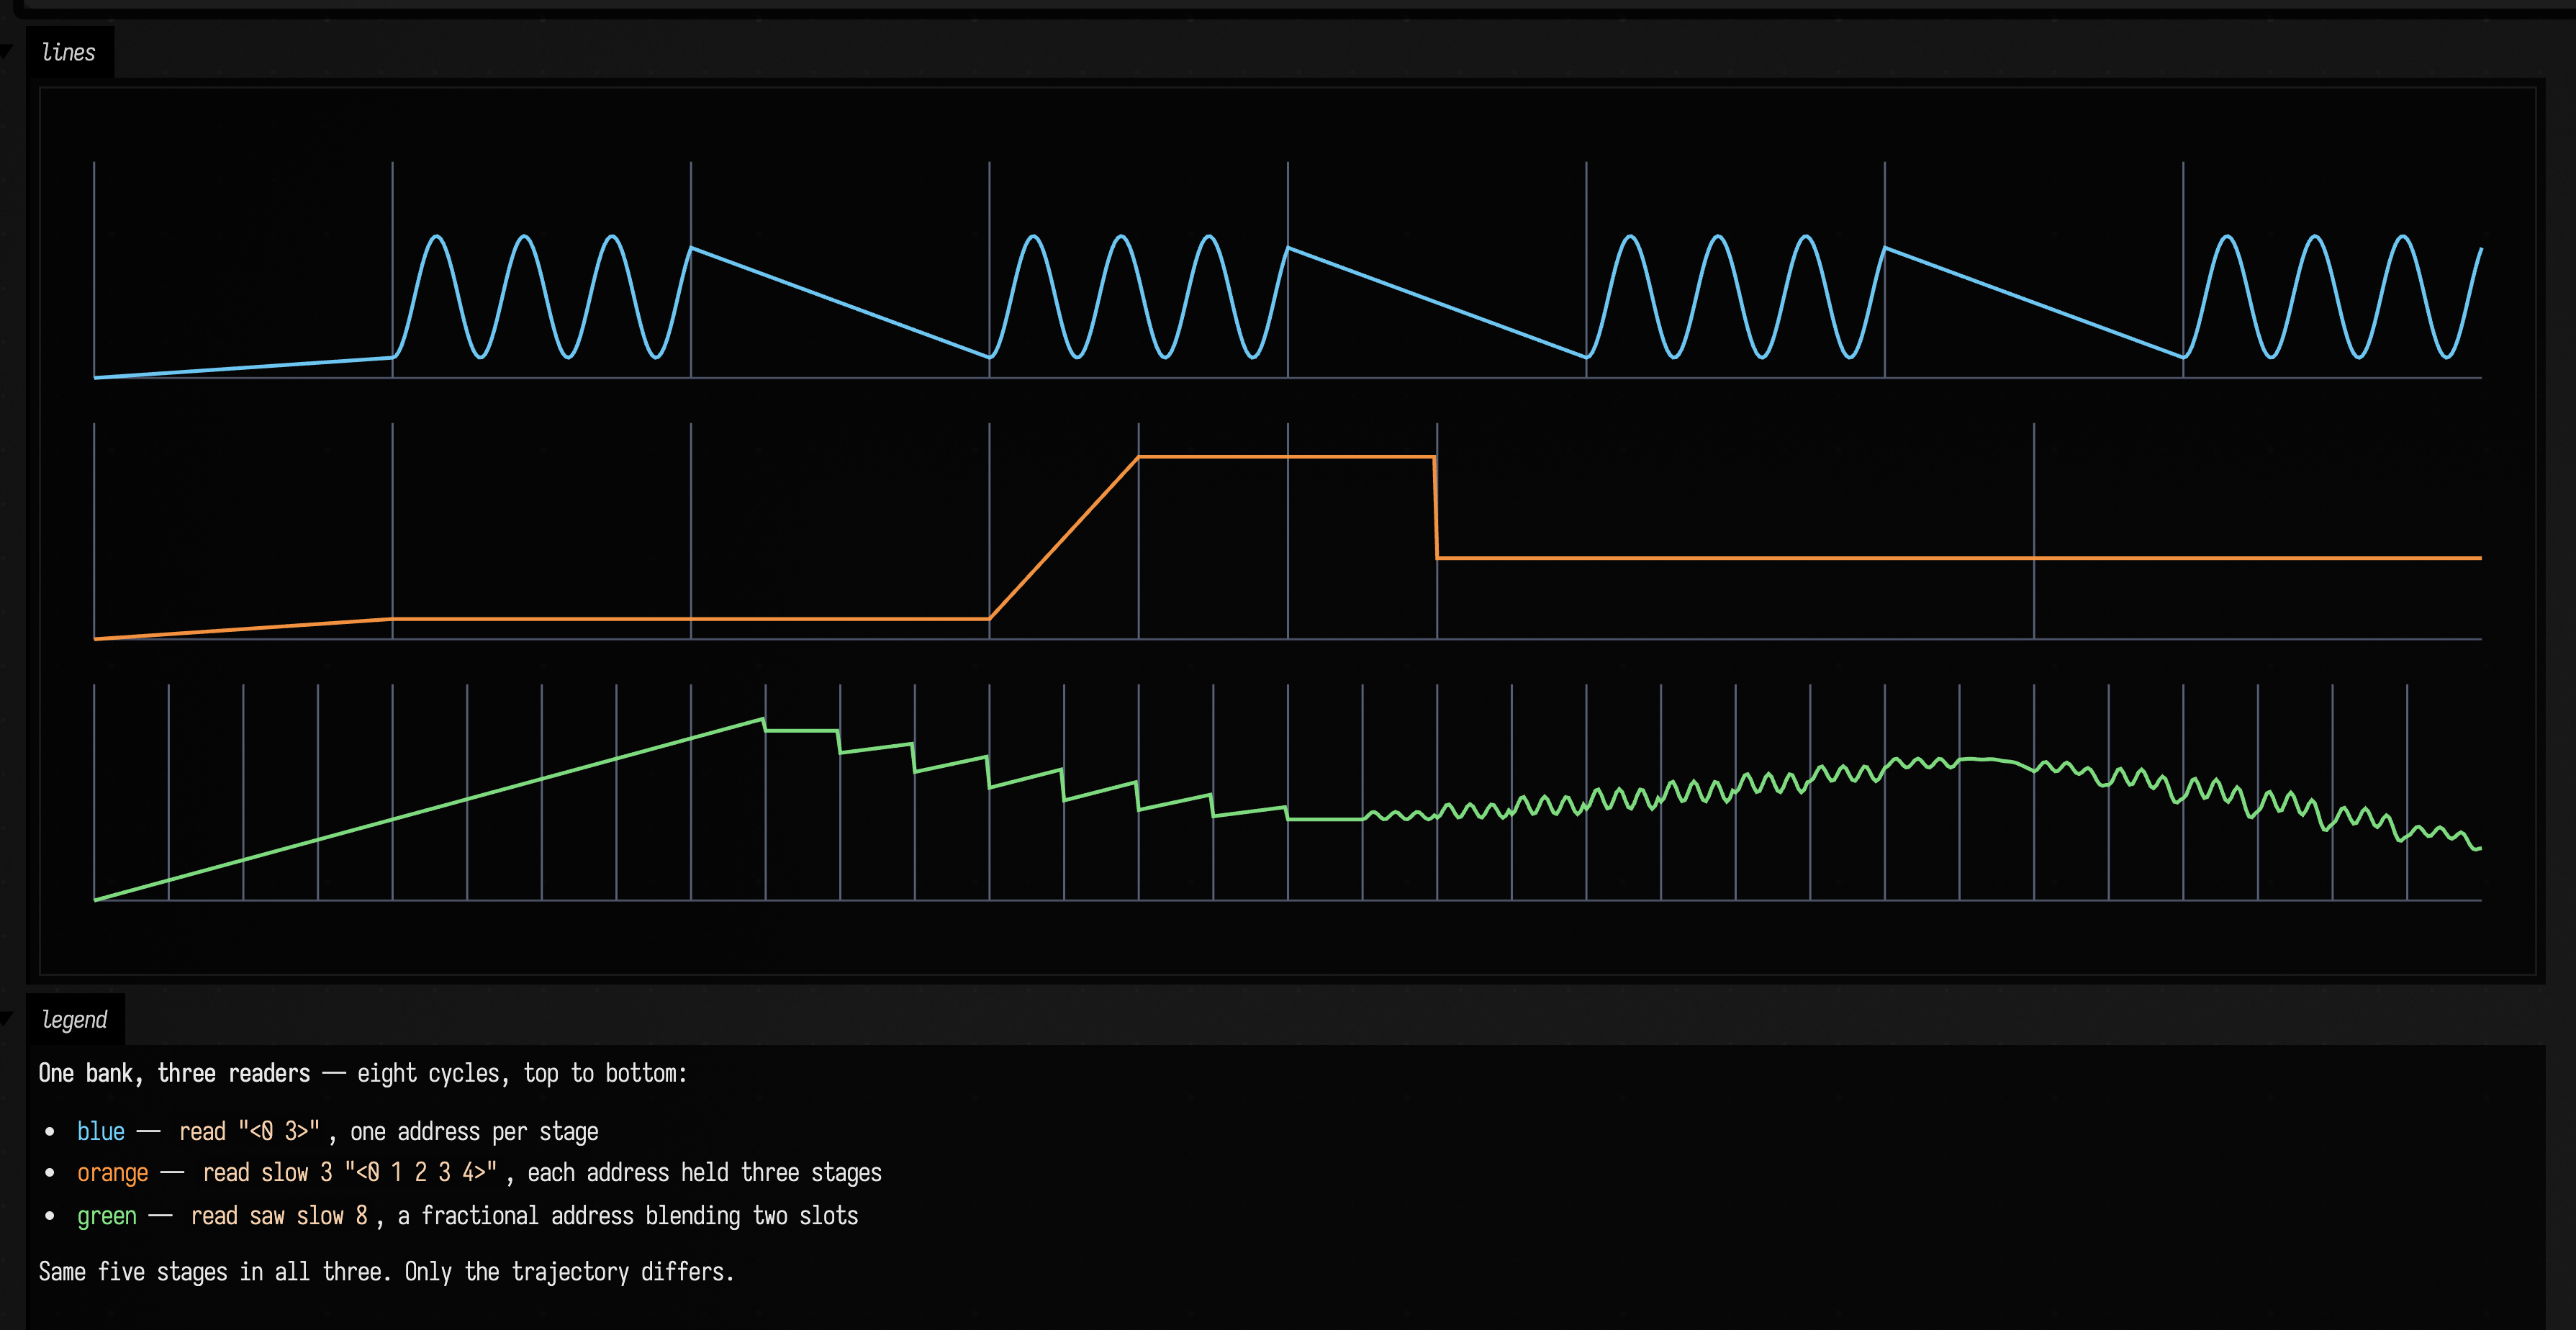 lines
legend
One bank, three readers — eight cycles, top to bottom:
• blue — read "<0 3>" , one address per stage
• orange — read slow 3 "<0 1 2 3 4>" , each address held three stages
• green — read saw slow 8 , a fractional address blending two slots
Same five stages in all three. Only the trajectory differs.